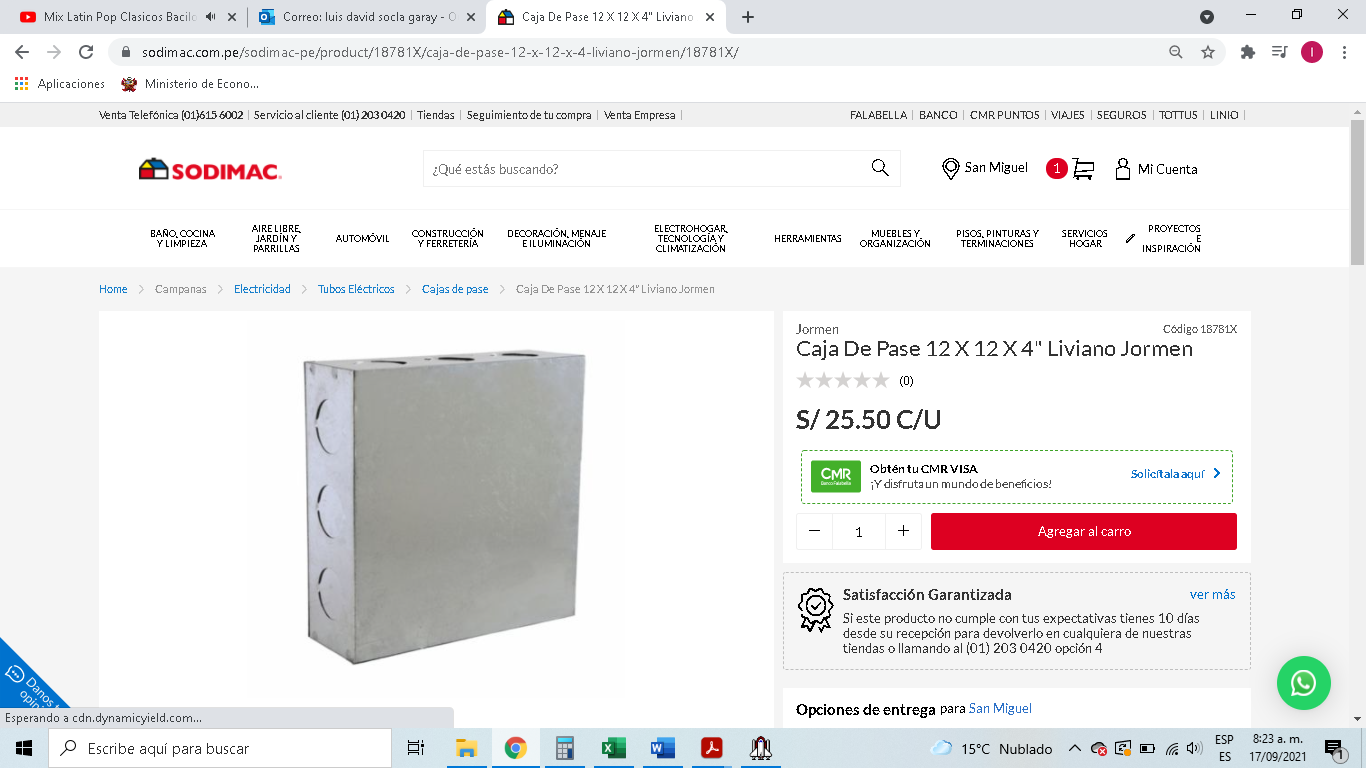 Mix Latin Pop Clasicos Bacilo
Correo: luis david socla garay - O
Caja De Pase 12 X 12 X 4" Liviano
sodimac.com.pe/sodimac-pe/product/18781X/caja-de-pase-12-x-12-x-4-liviano-jormen/18781X/
I
Aplicaciones
Ministerio de Econo...
Venta Telefónica (01)615 6002
Servicio al cliente (01) 203 0420
Tiendas
Seguimiento de tu compra
Venta Empresa
FALABELLA
BANCO
CMR PUNTOS
VIAJES
SEGUROS
TOTTUS
LINIO
SODIMAC
¿Qué estás buscando?
San Miguel
1
Mi Cuenta
BAÑO, COCINA
Y LIMPIEZA
AIRE LIBRE,
JARDÍN Y
PARRILLAS
AUTOMÓVIL
CONSTRUCCIÓN
Y FERRETERÍA
DECORACIÓN, MENAJE
E ILUMINACIÓN
ELECTROHOGAR,
TECNOLOGÍA Y
CLIMATIZACIÓN
HERRAMIENTAS
MUEBLES Y
ORGANIZACIÓN
PISOS, PINTURAS Y
TERMINACIONES
SERVICIOS
HOGAR
PROYECTOS
E
INSPIRACIÓN
Home > Campanas > Electricidad > Tubos Eléctricos > Cajas de pase > Caja De Pase 12 X 12 X 4" Liviano Jormen
Jormen
Código 18781X
Caja De Pase 12 X 12 X 4" Liviano Jormen
(0)
S/ 25.50 C/U
CMR
Banco Falabella
Obtén tu CMR VISA
¡Y disfruta un mundo de beneficios!
Solicítala aquí
1
Agregar al carro
Satisfacción Garantizada
ver más
Si este producto no cumple con tus expectativas tienes 10 días
desde su recepción para devolverlo en cualquiera de nuestras
tiendas o llamando al (01) 203 0420 opción 4
Opciones de entrega para San Miguel
Danos
opin
Esperando a cdn.dynamicyield.com...
Escribe aquí para buscar
15°C Nublado
ESP
ES
8:23 a. m.
17/09/2021
1